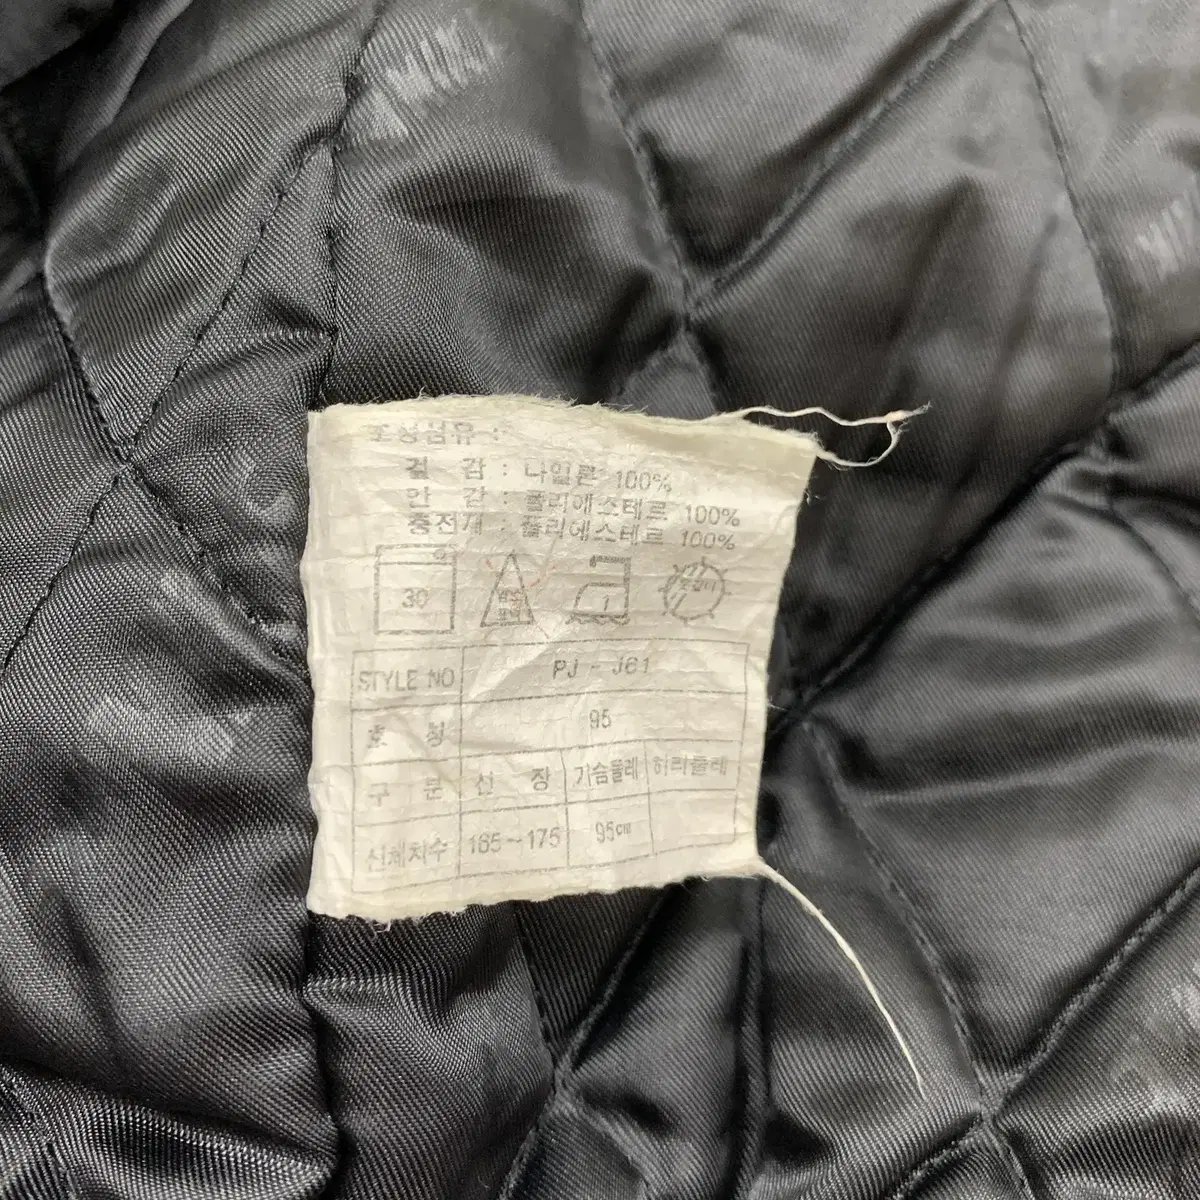 조성섬유 :
겉 감 : 나일론 100%
안 감 : 폴리에스테르 100%
충전재 : 폴리에스테르 100%
30
STYLE NO PJ - J61
호 칭 95
구 분 신 장 가슴둘레 허리둘레
신체치수 165~175 95cm